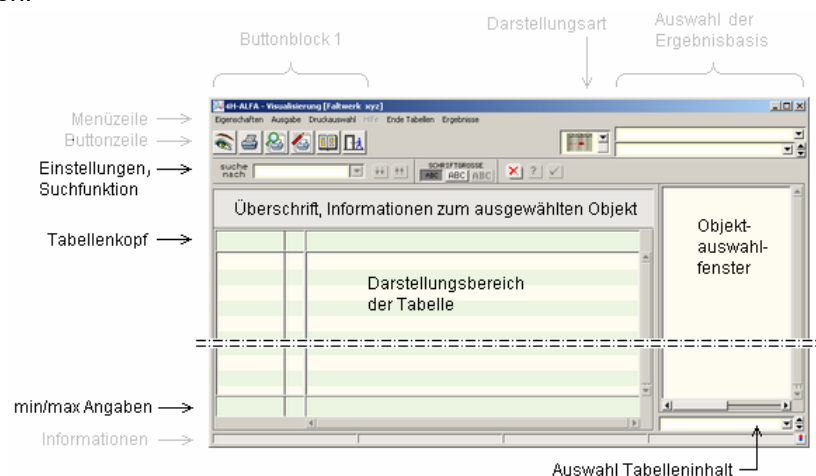 Darstellungsart
Auswahl der
Ergebnisbasis
Buttonblock 1
4H-ALFA - Visualisierung [Faltwerk xyz]
Menüzeile
Eigenschaften Ausgabe Druckauswahl Hilfe Ende Tabellen Ergebnisse
Buttonzeile
Einstellungen,
Suchfunktion
suche
nach
SCHRIFTGRÖSSE
ABC ABC ABC
?
Überschrift, Informationen zum ausgewählten Objekt
Objekt-
auswahl-
fenster
Tabellenkopf
Darstellungsbereich
der Tabelle
min/max Angaben
Informationen
Auswahl Tabelleninhalt